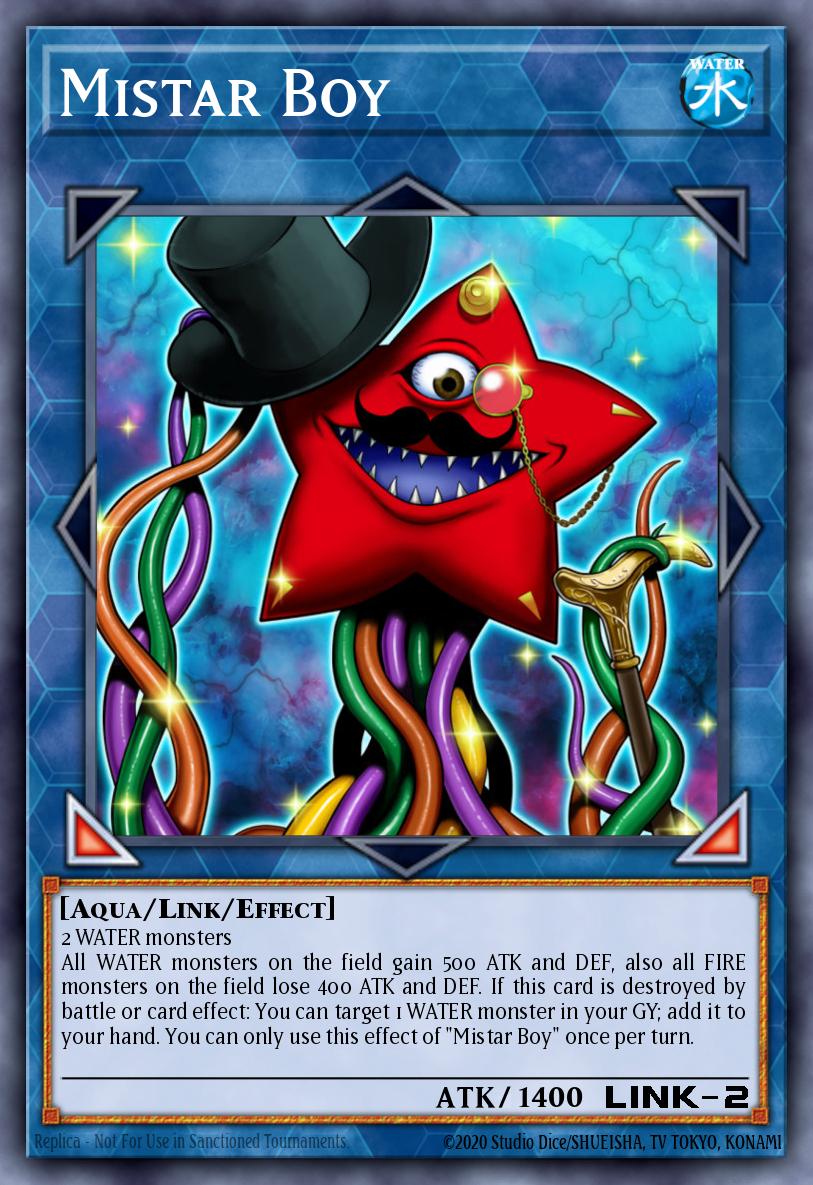 Mistar Boy
WATER
水
[Aqua/Link/Effect]
2 WATER monsters
All WATER monsters on the field gain 500 ATK and DEF, also all FIRE
monsters on the field lose 400 ATK and DEF. If this card is destroyed by
battle or card effect: You can target 1 WATER monster in your GY; add it to
your hand. You can only use this effect of "Mistar Boy" once per turn.
ATK/1400 LINK-2
Replica - Not For Use in Sanctioned Tournaments. ©2020 Studio Dice/SHUEISHA, TV TOKYO, KONAMI